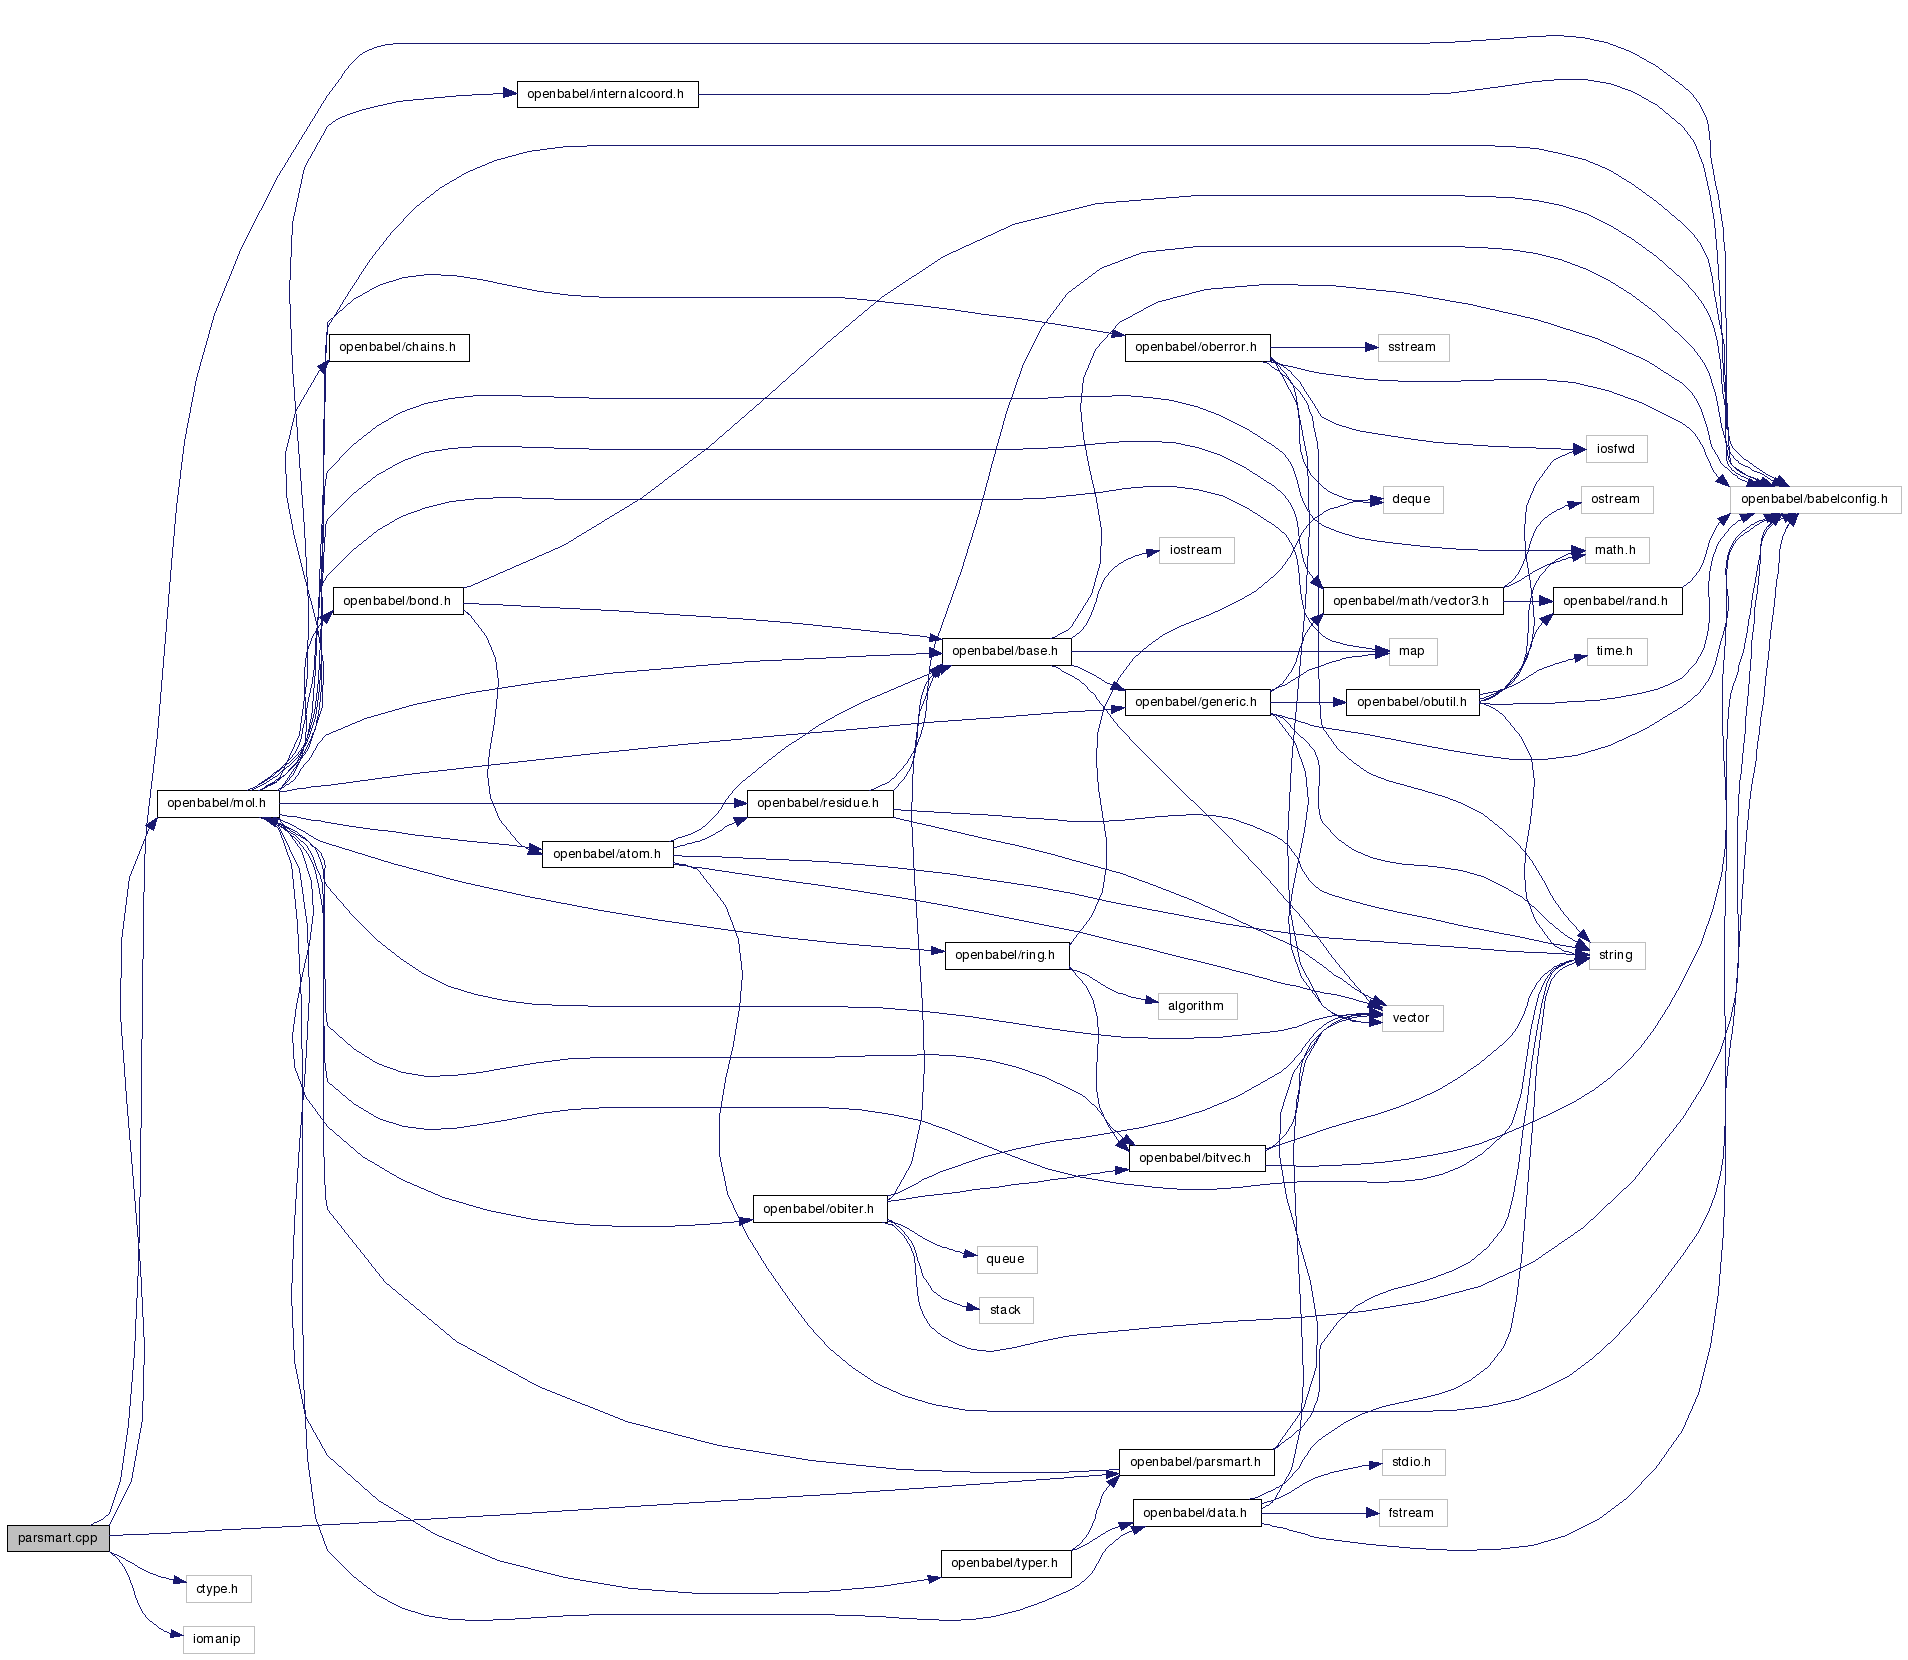 openbabel/internalcoord.h
openbabel/chains.h
openbabel/oberror.h
sstream
iosfwd
deque
ostream
openbabel/babelconfig.h
iostream
math.h
openbabel/bond.h
openbabel/math/vector3.h
openbabel/rand.h
openbabel/base.h
map
time.h
openbabel/generic.h
openbabel/obutil.h
openbabel/mol.h
openbabel/residue.h
openbabel/atom.h
openbabel/ring.h
string
algorithm
vector
openbabel/bitvec.h
openbabel/obiter.h
queue
stack
openbabel/parsmart.h
stdio.h
openbabel/data.h
fstream
parsmart.cpp
openbabel/typer.h
ctype.h
iomanip